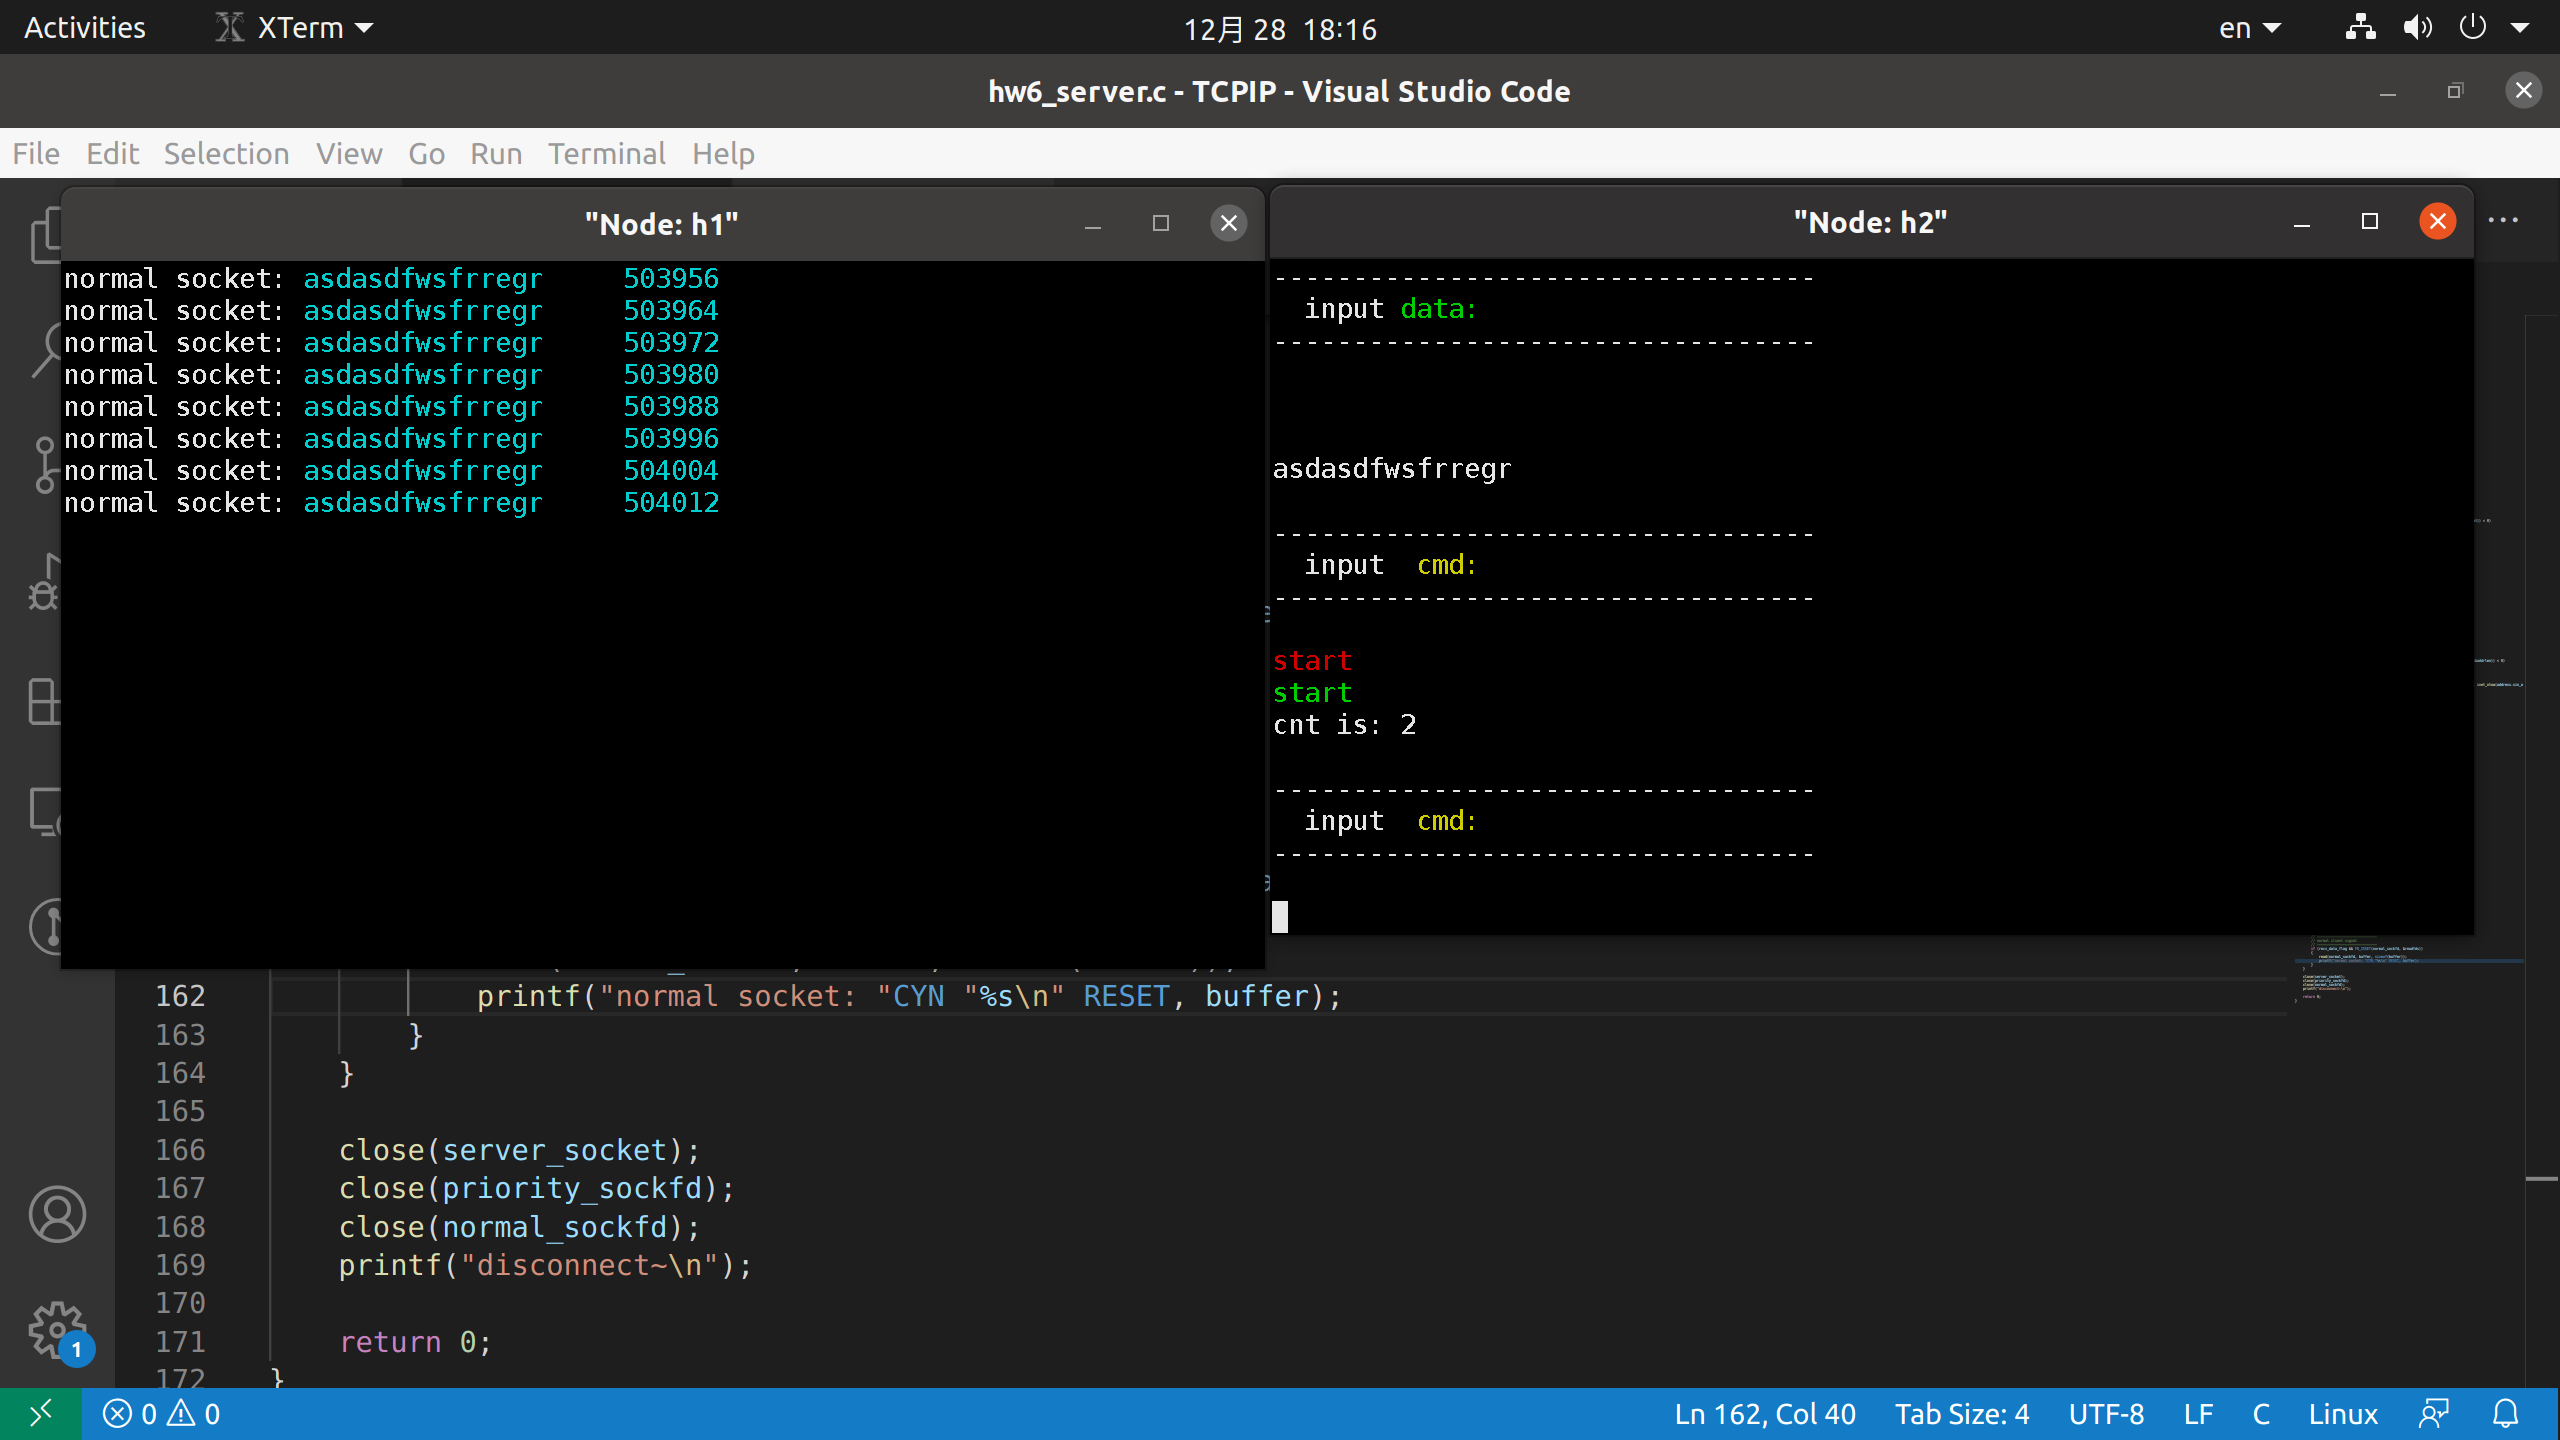 Activities XTerm 12月 28 18:16 en
hw6_server.c - TCPIP - Visual Studio Code
File Edit Selection View Go Run Terminal Help
"Node: h1"
normal socket: asdasdfwsfrregr 503956
normal socket: asdasdfwsfrregr 503964
normal socket: asdasdfwsfrregr 503972
normal socket: asdasdfwsfrregr 503980
normal socket: asdasdfwsfrregr 503988
normal socket: asdasdfwsfrregr 503996
normal socket: asdasdfwsfrregr 504004
normal socket: asdasdfwsfrregr 504012
"Node: h2"
----------------------------------
input data:
----------------------------------
asdasdfwsfrregr
----------------------------------
input cmd:
----------------------------------
start
start
cnt is: 2
----------------------------------
input cmd:
----------------------------------
162 printf("normal socket: "CYN "%s\n" RESET, buffer);
163 }
164 }
165
166 close(server_socket);
167 close(priority_sockfd);
168 close(normal_sockfd);
169 printf("disconnect~\n");
170
171 return 0;
172 }
1
0 0 Ln 162, Col 40 Tab Size: 4 UTF-8 LF C Linux